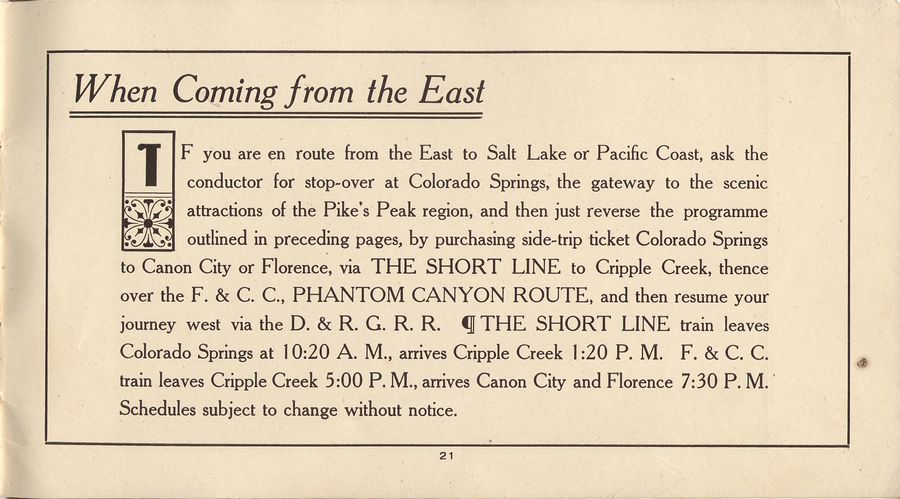 When Coming from the East
IF you are en route from the East to Salt Lake or Pacific Coast, ask the
conductor for stop-over at Colorado Springs, the gateway to the scenic
attractions of the Pike's Peak region, and then just reverse the programme
outlined in preceding pages, by purchasing side-trip ticket Colorado Springs
to Canon City or Florence, via THE SHORT LINE to Cripple Creek, thence
over the F. & C. C., PHANTOM CANYON ROUTE, and then resume your
journey west via the D. & R. G. R. R. ¶ THE SHORT LINE train leaves
Colorado Springs at 10:20 A. M., arrives Cripple Creek 1:20 P. M. F. & C. C.
train leaves Cripple Creek 5:00 P. M., arrives Canon City and Florence 7:30 P. M.
Schedules subject to change without notice.
21